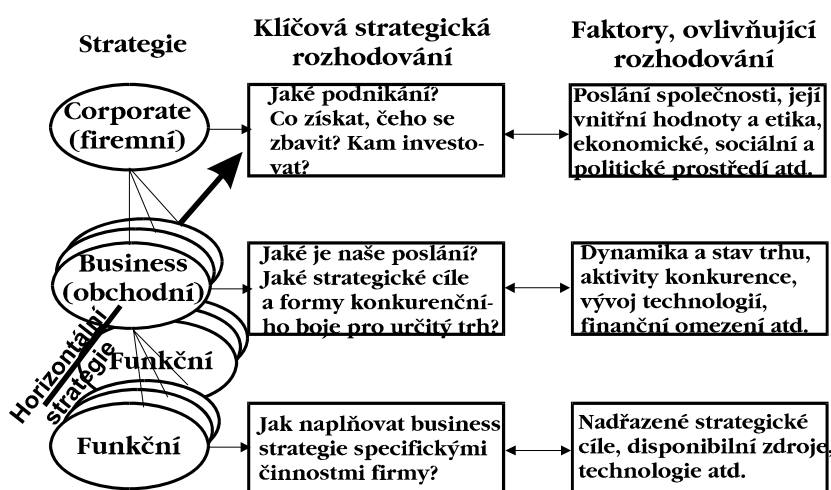 Strategie
Klíčová strategická
rozhodování
Faktory, ovlivňující
rozhodování
Corporate
(firemní)
Jaké podnikání?
Co získat, čeho se
zbavit? Kam investo-
vat?
Poslání společnosti, její
vnitřní hodnoty a etika,
ekonomické, sociální a
politické prostředí atd.
Business
(obchodní)
Jaké je naše poslání?
Jaké strategické cíle
a formy konkurenční-
ho boje pro určitý trh?
Dynamika a stav trhu,
aktivity konkurence,
vývoj technologií,
finanční omezení atd.
Horizontální
strategie
Funkční
Funkční
Jak naplňovat business
strategie specifickými
činnostmi firmy?
Nadřazené strategické
cíle, disponibilní zdroje,
technologie atd.